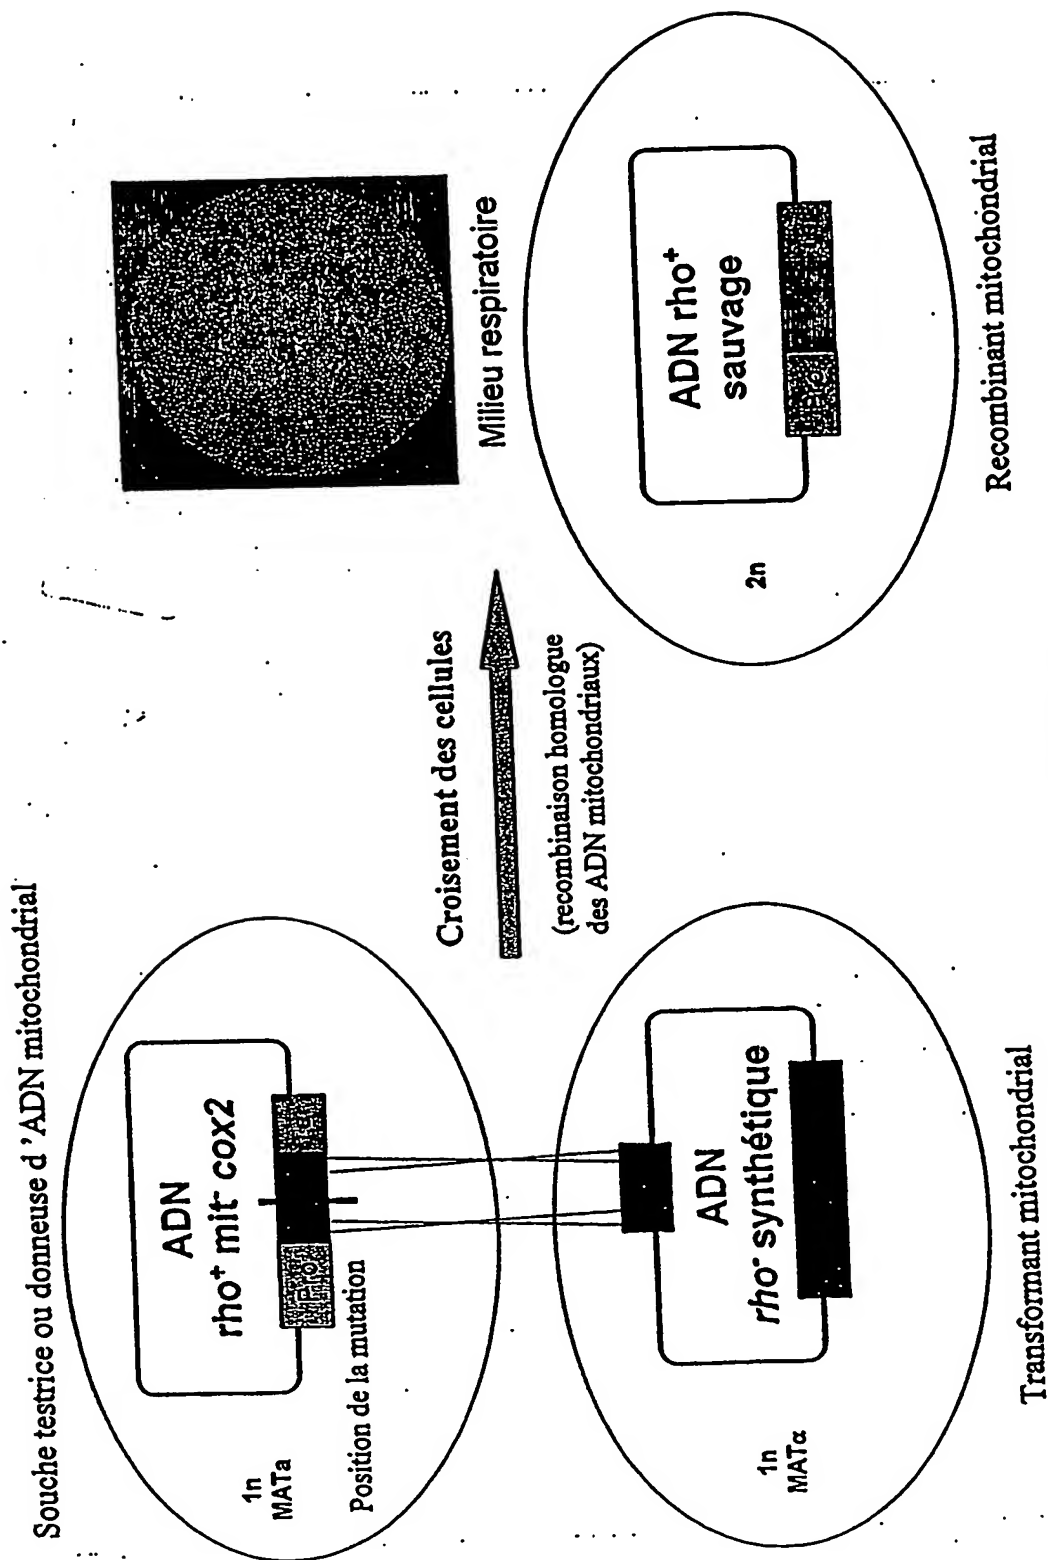 Souche testrice ou donneuse d'ADN mitochondrial
1n
MATa
ADN
rho⁺ mit⁻ cox2
Position de la mutation
1n
MATα
ADN
rho⁻ synthétique
Transformant mitochondrial
Croisement des cellules
(recombinaison homologue
des ADN mitochondriaux)
Milieu respiratoire
2n
ADN rho⁺
sauvage
Recombinant mitochondrial